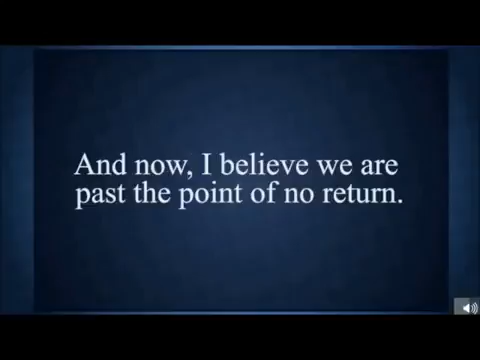 And now, I believe we are
past the point of no return.